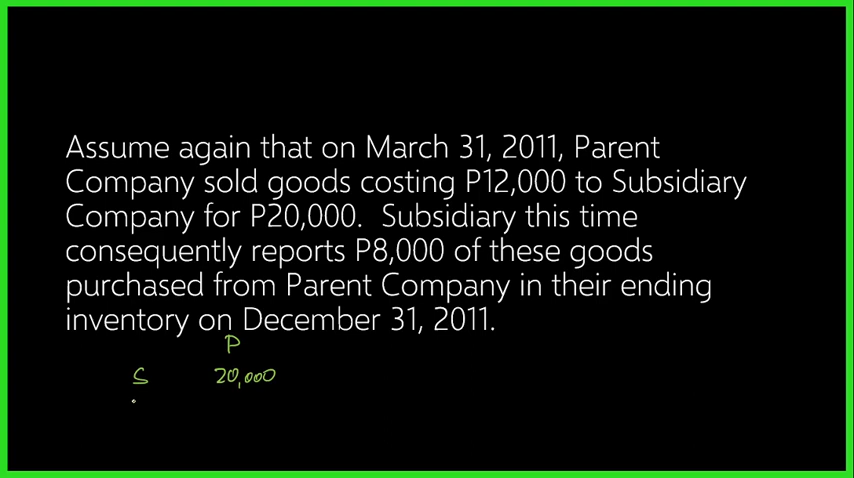 Assume again that on March 31, 2011, Parent
Company sold goods costing P12,000 to Subsidiary
Company for P20,000.  Subsidiary this time
consequently reports P8,000 of these goods
purchased from Parent Company in their ending
inventory on December 31, 2011.
P
S 20,000